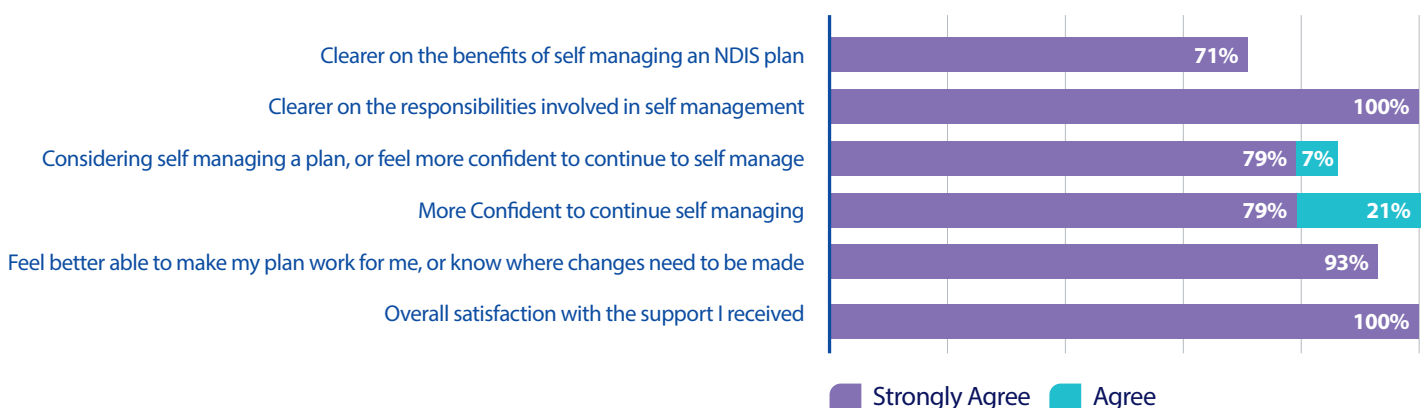 Clearer on the benefits of self managing an NDIS plan 71%
Clearer on the responsibilities involved in self management 100%
Considering self managing a plan, or feel more confident to continue to self manage 79% 7%
More Confident to continue self managing 79% 21%
Feel better able to make my plan work for me, or know where changes need to be made 93%
Overall satisfaction with the support I received 100%
Strongly Agree Agree